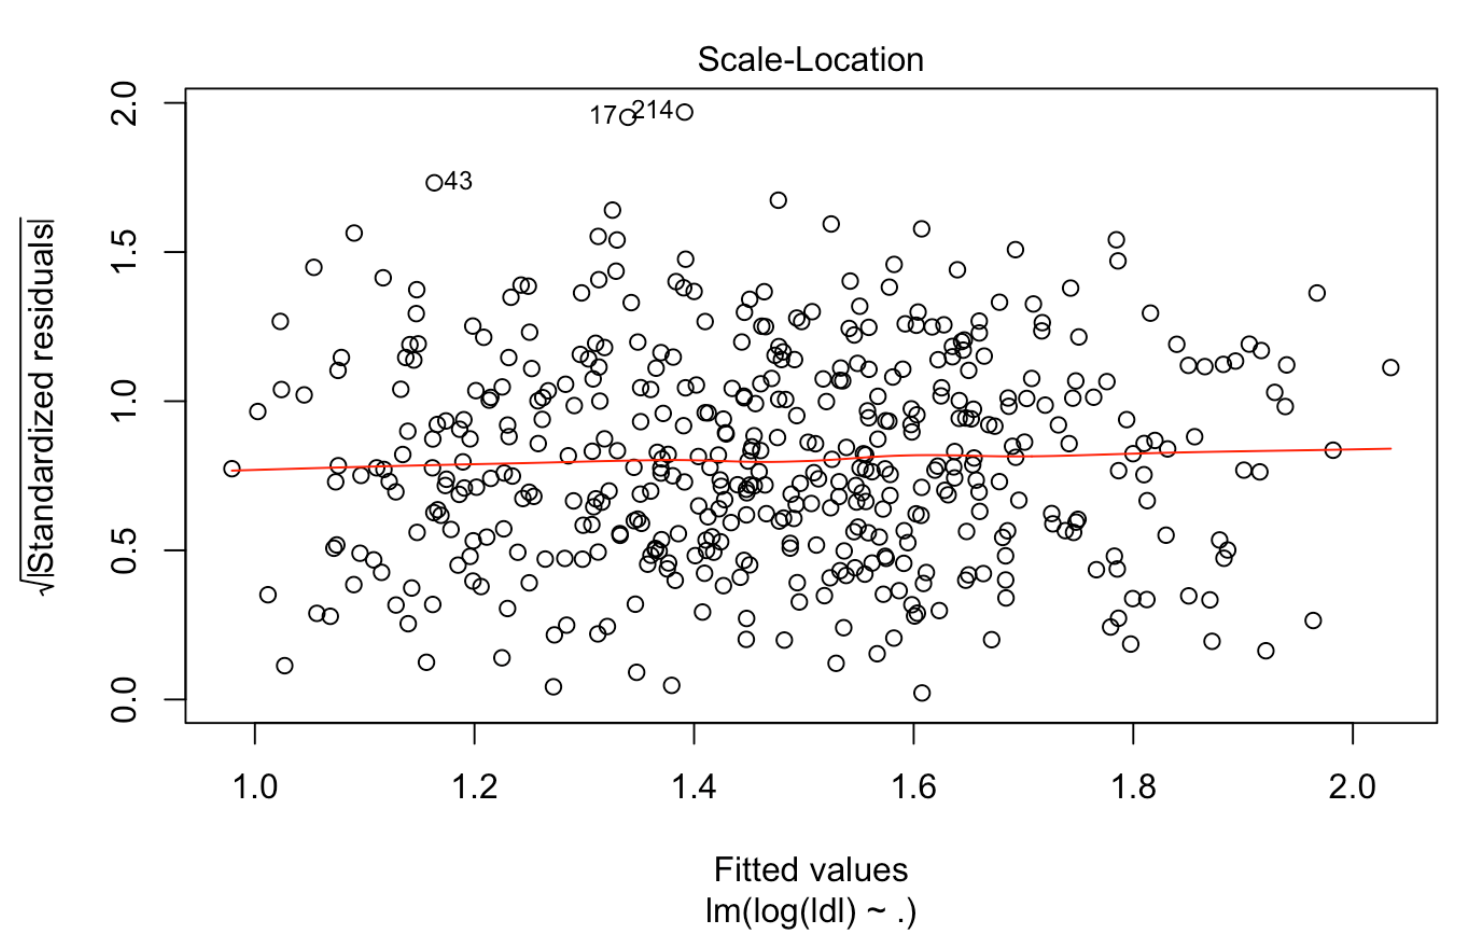 Scale-Location
√|Standardized residuals|
2.0
1.5
1.0
0.5
0.0
17
214
43
1.0 1.2 1.4 1.6 1.8 2.0
Fitted values
lm(log(ldl) ~ .)